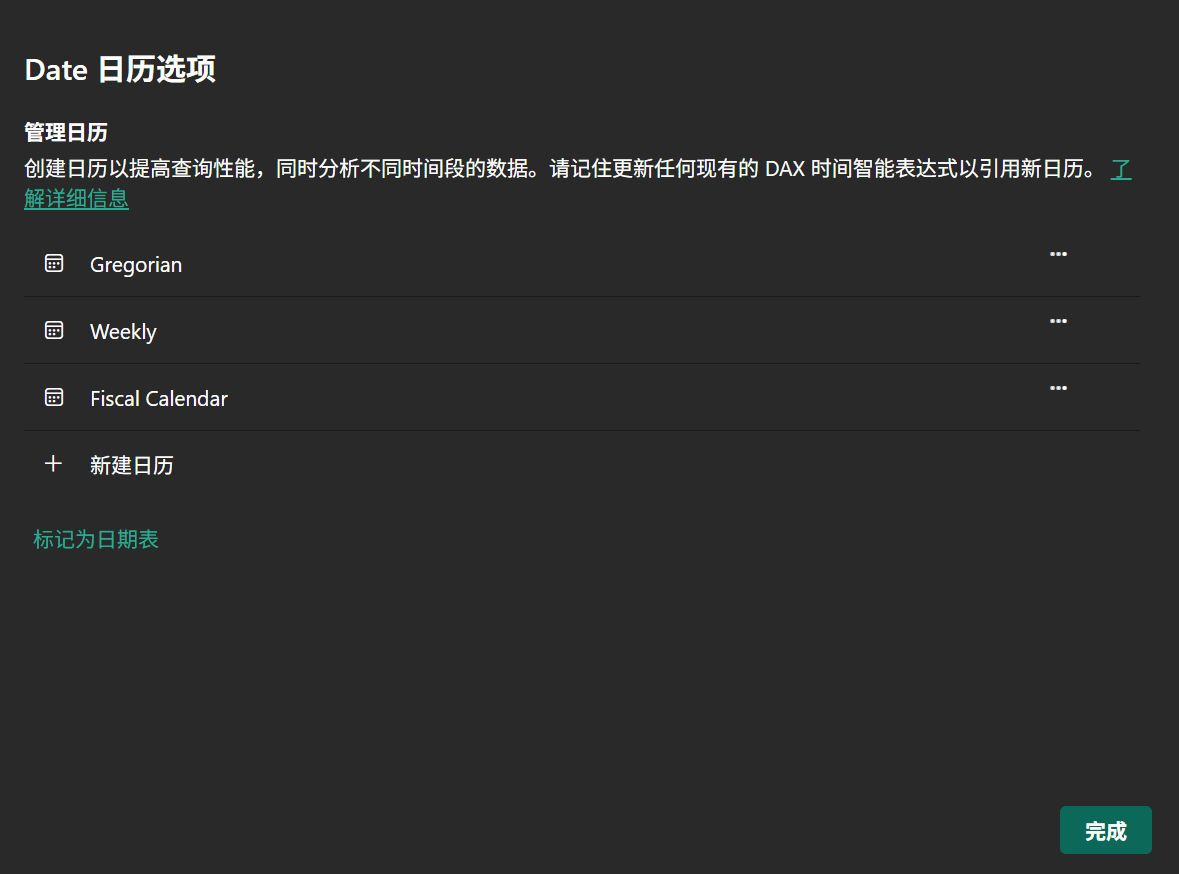 Date 日历选项
管理日历
创建日历以提高查询性能，同时分析不同时间段的数据。请记住更新任何现有的 DAX 时间智能表达式以引用新日历。 了
解详细信息
Gregorian
Weekly
Fiscal Calendar
新建日历
标记为日期表
完成